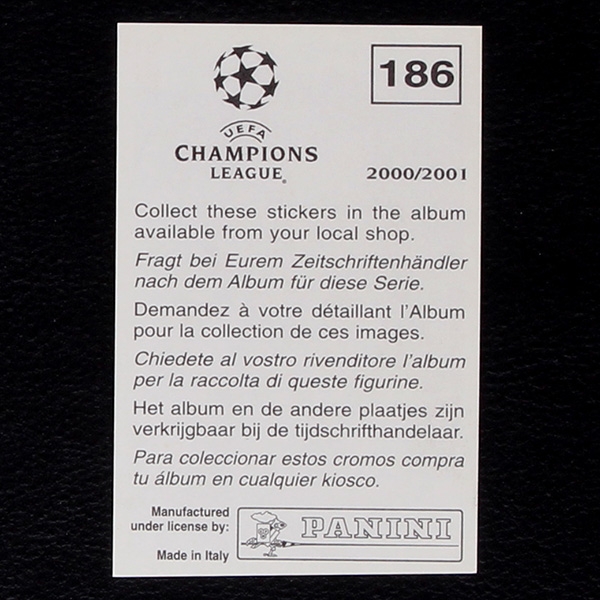 186
UEFA
CHAMPIONS
LEAGUE®
2000/2001
Collect these stickers in the album
available from your local shop.
Fragt bei Eurem Zeitschriftenhändler
nach dem Album für diese Serie.
Demandez à votre détaillant l'Album
pour la collection de ces images.
Chiedete al vostro rivenditore l'album
per la raccolta di queste figurine.
Het album en de andere plaatjes zijn
verkrijgbaar bij de tijdschrifthandelaar.
Para coleccionar estos cromos compra
tu álbum en cualquier kiosco.
Manufactured
under license by:
PANINI
Made in Italy